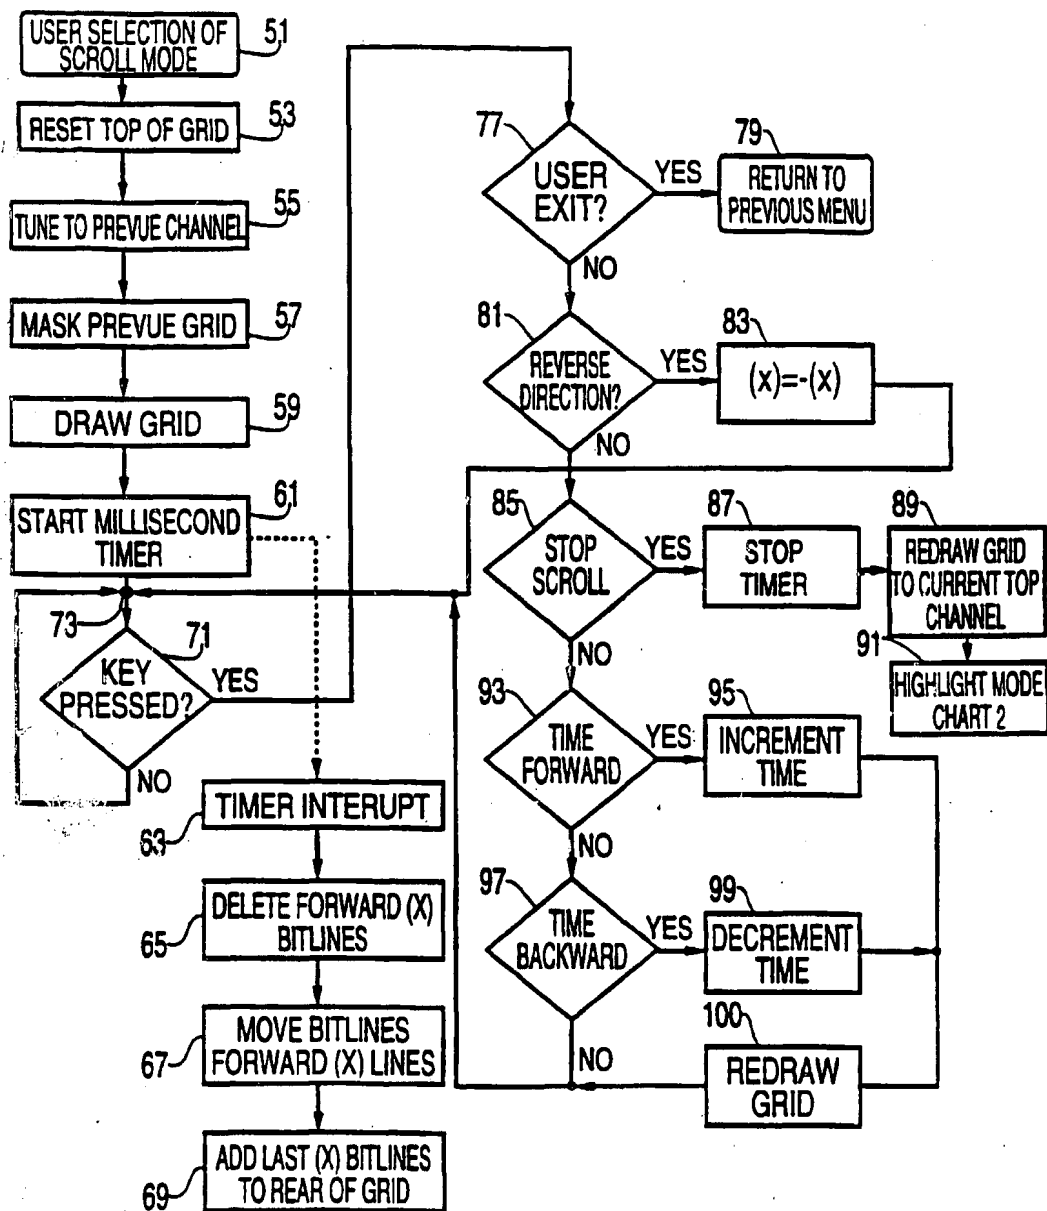 USER SELECTION OF
SCROLL MODE
51
RESET TOP OF GRID
53
TUNE TO PREVUE CHANNEL
55
MASK PREVUE GRID
57
DRAW GRID
59
START MILLISECOND
TIMER
61
73
71
KEY
PRESSED?
YES
NO
TIMER INTERUPT
63
DELETE FORWARD (X)
BITLINES
65
MOVE BITLINES
FORWARD (X) LINES
67
ADD LAST (X) BITLINES
TO REAR OF GRID
69
77
USER
EXIT?
YES
NO
79
RETURN TO
PREVIOUS MENU
81
REVERSE
DIRECTION?
YES
NO
83
(x)=-(x)
85
STOP
SCROLL
YES
NO
87
STOP
TIMER
89
REDRAW GRID
TO CURRENT TOP
CHANNEL
91
HIGHLIGHT MODE
CHART 2
93
TIME
FORWARD
YES
NO
95
INCREMENT
TIME
97
TIME
BACKWARD
YES
NO
99
DECREMENT
TIME
100
REDRAW
GRID